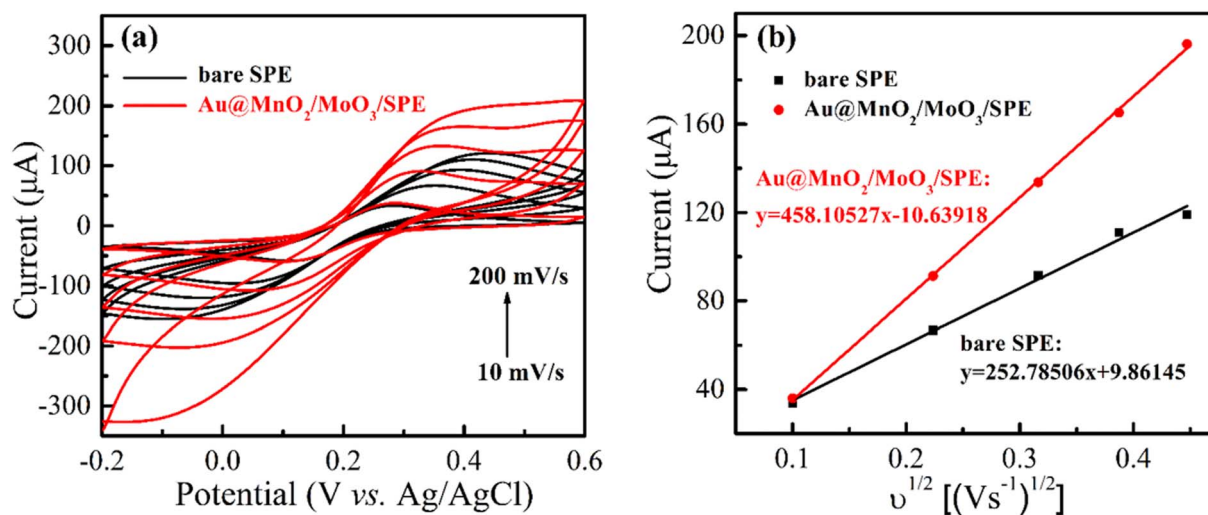 (a)
bare SPE
Au@MnO₂/MoO₃/SPE
300
200
100
0
-100
-200
-300
Current (μA)
200 mV/s
10 mV/s
-0.2 0.0 0.2 0.4 0.6
Potential (V vs. Ag/AgCl)
(b)
bare SPE
Au@MnO₂/MoO₃/SPE
200
160
120
80
40
Current (μA)
Au@MnO₂/MoO₃/SPE:
y=458.10527x-10.63918
bare SPE:
y=252.78506x+9.86145
0.1 0.2 0.3 0.4
υ^1/2 [(Vs⁻¹)^1/2]